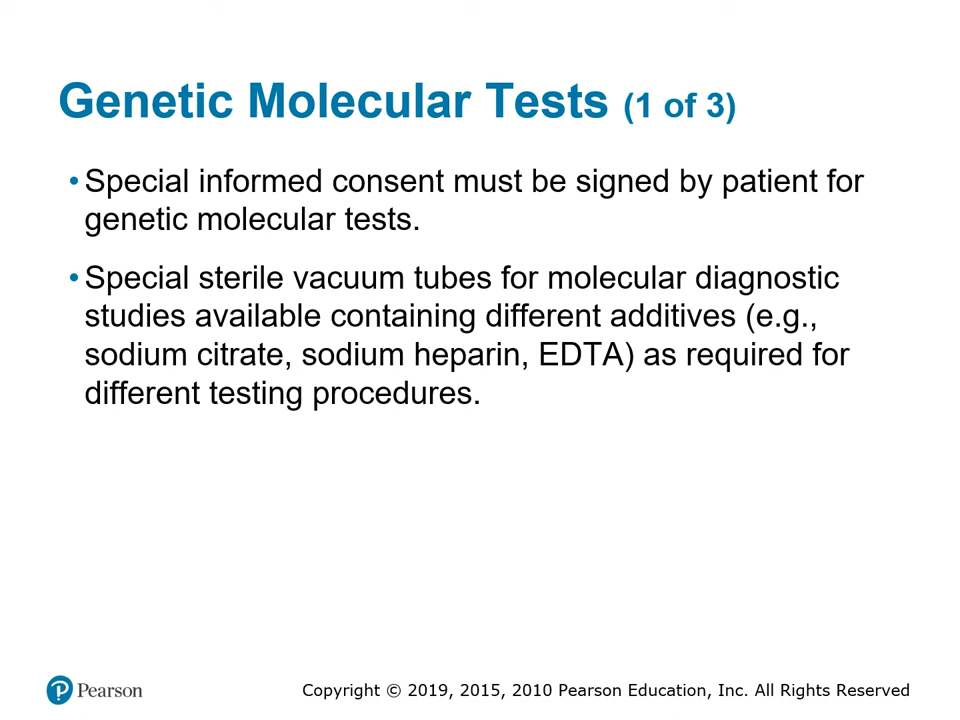 Genetic Molecular Tests (1 of 3)
• Special informed consent must be signed by patient for
genetic molecular tests.
• Special sterile vacuum tubes for molecular diagnostic
studies available containing different additives (e.g.,
sodium citrate, sodium heparin, EDTA) as required for
different testing procedures.
Pearson
Copyright © 2019, 2015, 2010 Pearson Education, Inc. All Rights Reserved